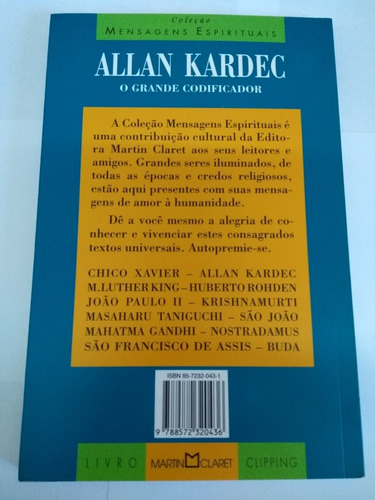 Coleção
MENSAGENS ESPIRITUAIS
ALLAN KARDEC
O GRANDE CODIFICADOR
A Coleção Mensagens Espirituais é
uma contribuição cultural da Edito-
ra Martin Claret aos seus leitores e
amigos. Grandes seres iluminados, de
todas as épocas e credos religiosos,
estão aqui presentes com suas mensa-
gens de amor à humanidade.
Dê a você mesmo a alegria de co-
nhecer e vivenciar estes consagrados
textos universais. Autopremie-se.
CHICO XAVIER – ALLAN KARDEC
M.LUTHER KING – HUBERTO ROHDEN
JOÃO PAULO II – KRISHNAMURTI
MASAHARU TANIGUCHI – SÃO JOÃO
MAHATMA GANDHI – NOSTRADAMUS
SÃO FRANCISCO DE ASSIS – BUDA
ISBN 85-7232-043-1
9 788572 320436
LIVRO MARTIN CLARET CLIPPING